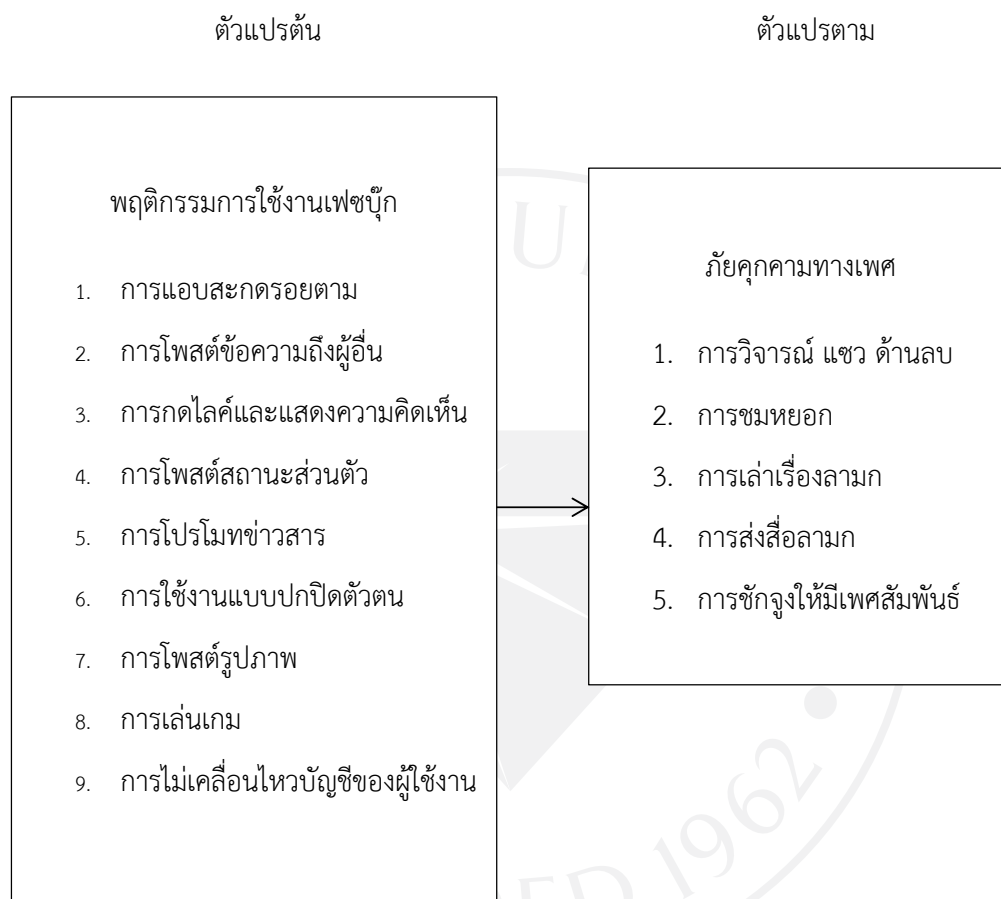 ตัวแปรต้น
ตัวแปรตาม
พฤติกรรมการใช้งานเฟซบุ๊ก
1. การแอบสะกดรอยตาม
2. การโพสต์ข้อความถึงผู้อื่น
3. การกดไลค์และแสดงความคิดเห็น
4. การโพสต์สถานะส่วนตัว
5. การโปรโมทข่าวสาร
6. การใช้งานแบบปกปิดตัวตน
7. การโพสต์รูปภาพ
8. การเล่นเกม
9. การไม่เคลื่อนไหวบัญชีของผู้ใช้งาน
ภัยคุกคามทางเพศ
1. การวิจารณ์ แซว ด้านลบ
2. การชมหยอก
3. การเล่าเรื่องลามก
4. การส่งสื่อลามก
5. การชักจูงให้มีเพศสัมพันธ์
1962